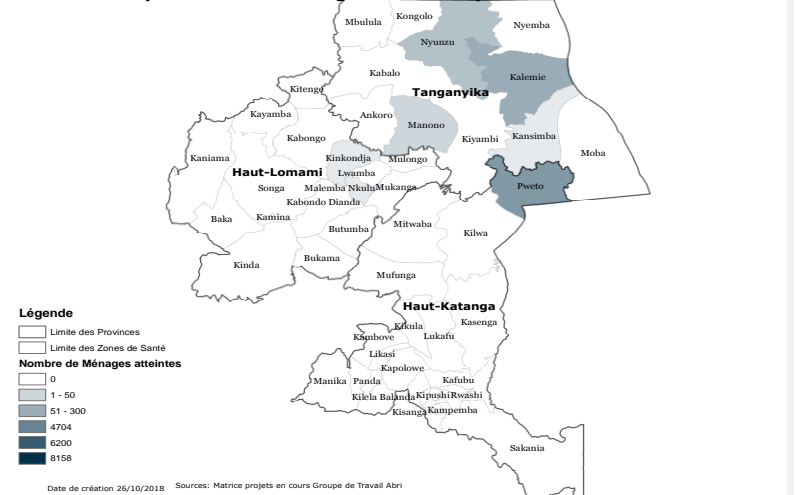 Mbulula
Kongolo
Nyemba
Nyunzu
Kabalo
Kalemie
Kitenge
Tanganyika
Kayamba
Ankoro
Manono
Kabongo
Kiyambi
Kansimba
Kaniama
Kinkondja
Mulongo
Moba
Haut-Lomami
Lwamba
Songa
Malemba Nkulu
Mukanga
Pweto
Kabondo Dianda
Baka
Kamina
Butumba
Mitwaba
Kilwa
Kinda
Bukama
Mufunga
Haut-Katanga
Kikula
Kasenga
Kambove
Lukafu
Likasi
Kapolowe
Manika
Panda
Kafubu
Kilela Balanda
Kipushi
Rwashi
Kisanga
Kampemba
Sakania
Légende
Limite des Provinces
Limite des Zones de Santé
Nombre de Ménages atteintes
0
1 - 50
51 - 300
4704
6200
8158
Date de création 26/10/2018
Sources: Matrice projets en cours Groupe de Travail Abri